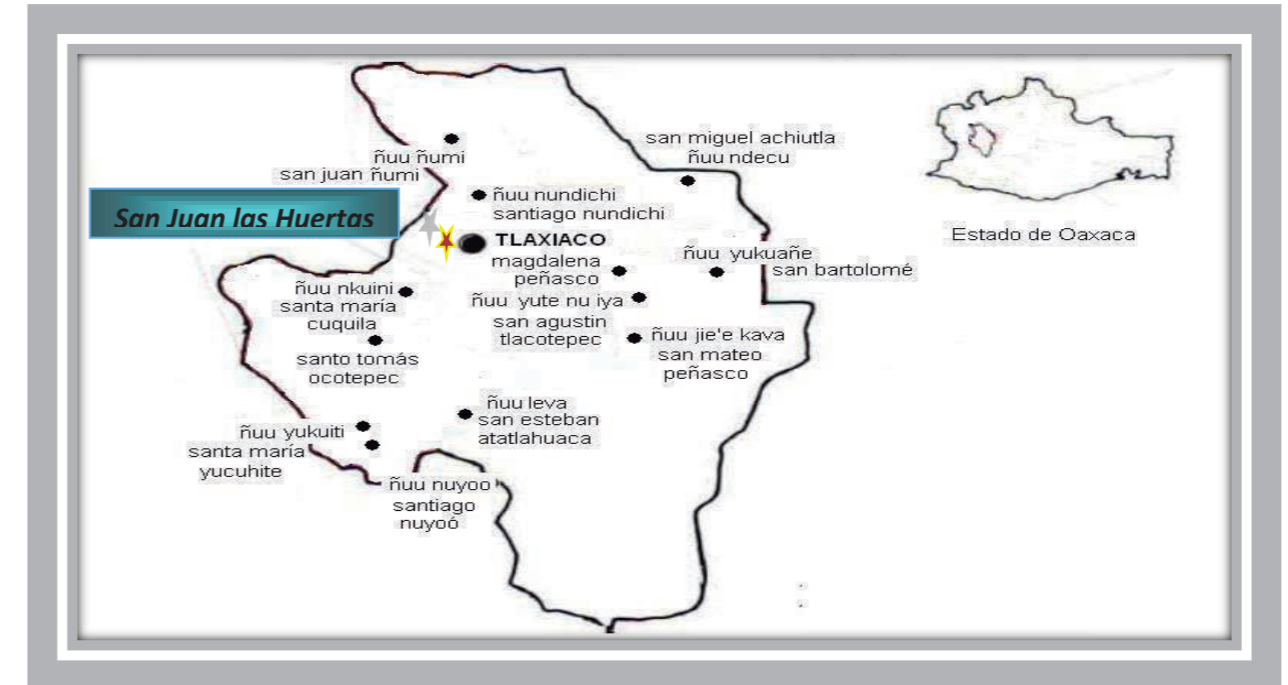 san miguel achiutla
ñuu ndecu
ñuu ñumi
san juan ñumi
San Juan las Huertas
ñuu nundichi
santiago nundichi
Estado de Oaxaca
TLAXIACO
magdalena
peñasco
ñuu yukuañe
san bartolomé
ñuu nkuini
santa maría
cuquila
ñuu yute nu iya
san agustin
tlacotepec
ñuu jie'e kava
san mateo
peñasco
santo tomás
ocotepec
ñuu leva
san esteban
atatlahuaca
ñuu yukuiti
santa maría
yucuhite
ñuu nuyoo
santiago
nuyoó